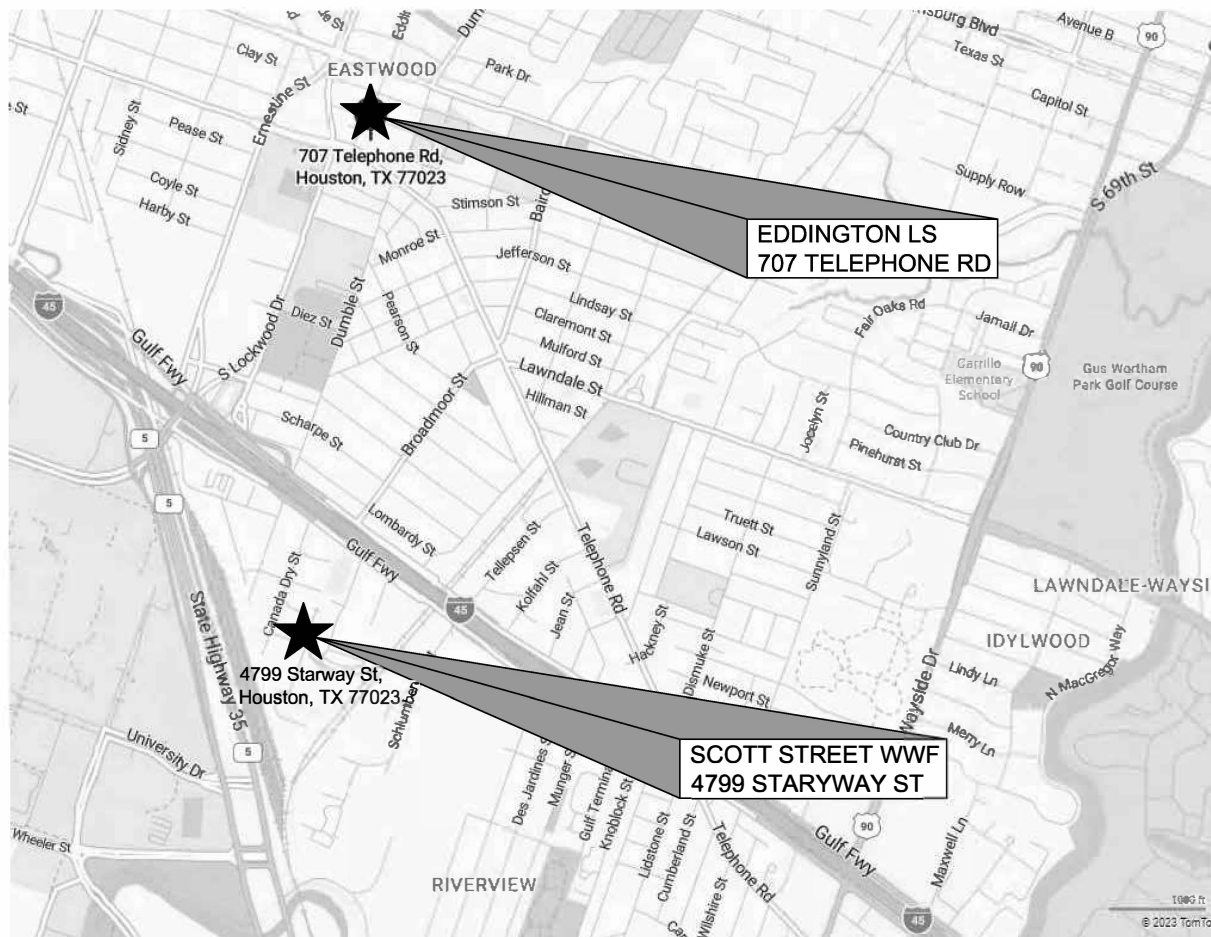 Avenue B
90
Texas St
Clay St
EASTWOOD
Park Dr
Capitol St
Ernestine St
Sidney St
Pease St
707 Telephone Rd,
Houston, TX 77023
Supply Row
S 69th St
Coyle St
Harby St
Stimson St
EDDINGTON LS
707 TELEPHONE RD
Monroe St
Jefferson St
45
Diez St
Dumble St
Pearson St
Lindsay St
Fair Oaks Rd
Jamail Dr
Claremont St
Gulf Fwy
S Lockwood Dr
Mulford St
Lawndale St
Carrillo
Elementary
School
90
Gus Wortham
Park Golf Course
Hillman St
Broadmoor St
Scharpe St
Jocelyn St
Country Club Dr
Pinehurst St
5
5
Lombardy St
Truett St
Lawson St
Tellepsen St
Telephone Rd
Sunnyland St
Gulf Fwy
Kolfahl St
LAWNDALE-WAYSI
Canada Dry St
45
Jean St
State Highway 35
Hackney St
IDYLWOOD
4799 Starway St,
Houston, TX 77023
Dismuke St
Newport St
Wayside Dr
Lindy Ln
N MacGregor Way
Merry Ln
University Dr
5
SCOTT STREET WWF
4799 STARYWAY ST
Des Jardines S
Munger S
Gulf Termina
Knoblock St
Wheeler St
Lidstone St
Cumberland St
Telephone Rd
Gulf Fwy
90
Maxwell Ln
RIVERVIEW
Wilshire St
45
© 2023 TomTo